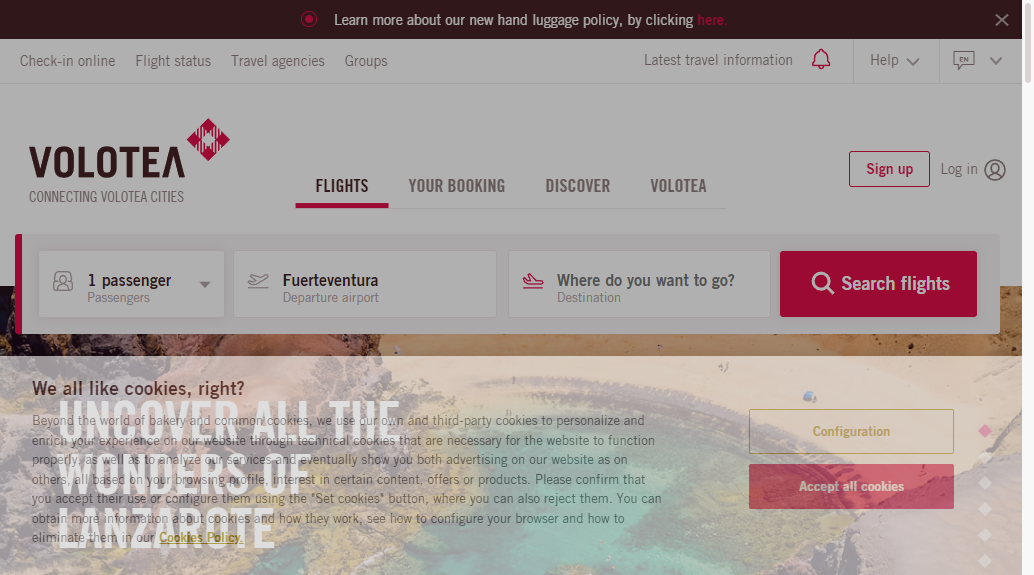 Learn more about our new hand luggage policy, by clicking here.
Check-in online Flight status Travel agencies Groups Latest travel information Help EN
VOLOTEA
CONNECTING VOLOTEA CITIES
FLIGHTS YOUR BOOKING DISCOVER VOLOTEA
Sign up Log in
1 passenger
Passengers
Fuerteventura
Departure airport
Where do you want to go?
Destination
Search flights
We all like cookies, right?
Beyond the world of bakery and common cookies, we use our own and third-party cookies to personalize and
enrich your experience on our website through technical cookies that are necessary for the website to function
properly, as well as to analyze our services and eventually show you both advertising on our website as on
others, all based on your browsing profile, interest in certain content, offers or products. Please confirm that
you accept their use or configure them using the "Set cookies" button, where you can also reject them. You can
obtain more information about cookies and how they work, see how to configure your browser and how to
eliminate them in our Cookies Policy.
Configuration
Accept all cookies
UNCOVER ALL THE
WONDERS OF
LANZAROTE